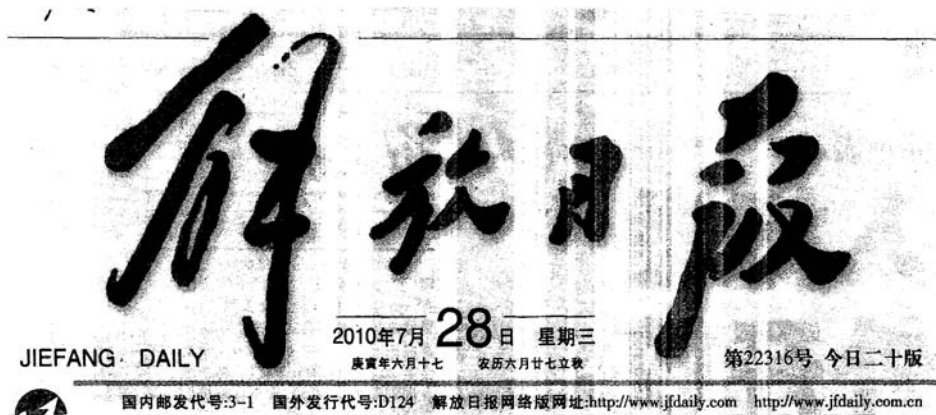 解放日报
2010年7月28日 星期三
JIEFANG DAILY
庚寅年六月十七 农历六月廿七立秋
第22316号 今日二十版
国内邮发代号:3-1 国外发行代号:D124 解放日报网络版网址:http://www.jfdaily.com http://www.jfdaily.com.cn